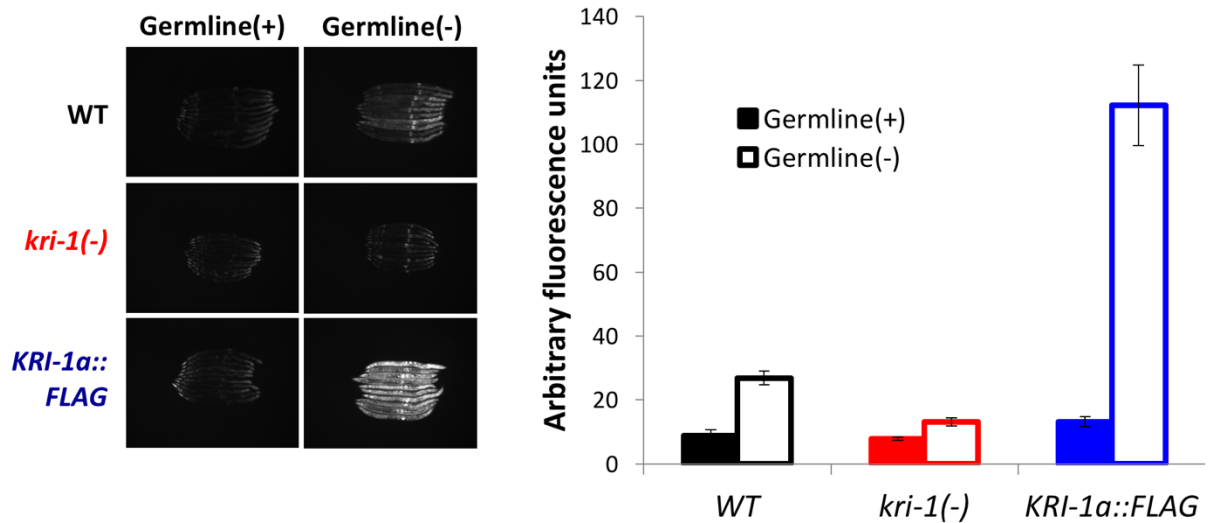 Germline(+) Germline(-)
WT
kri-1(-)
KRI-1a::
FLAG
Arbitrary fluorescence units
140
120
100
80
60
40
20
0
Germline(+)
Germline(-)
WT kri-1(-) KRI-1a::FLAG